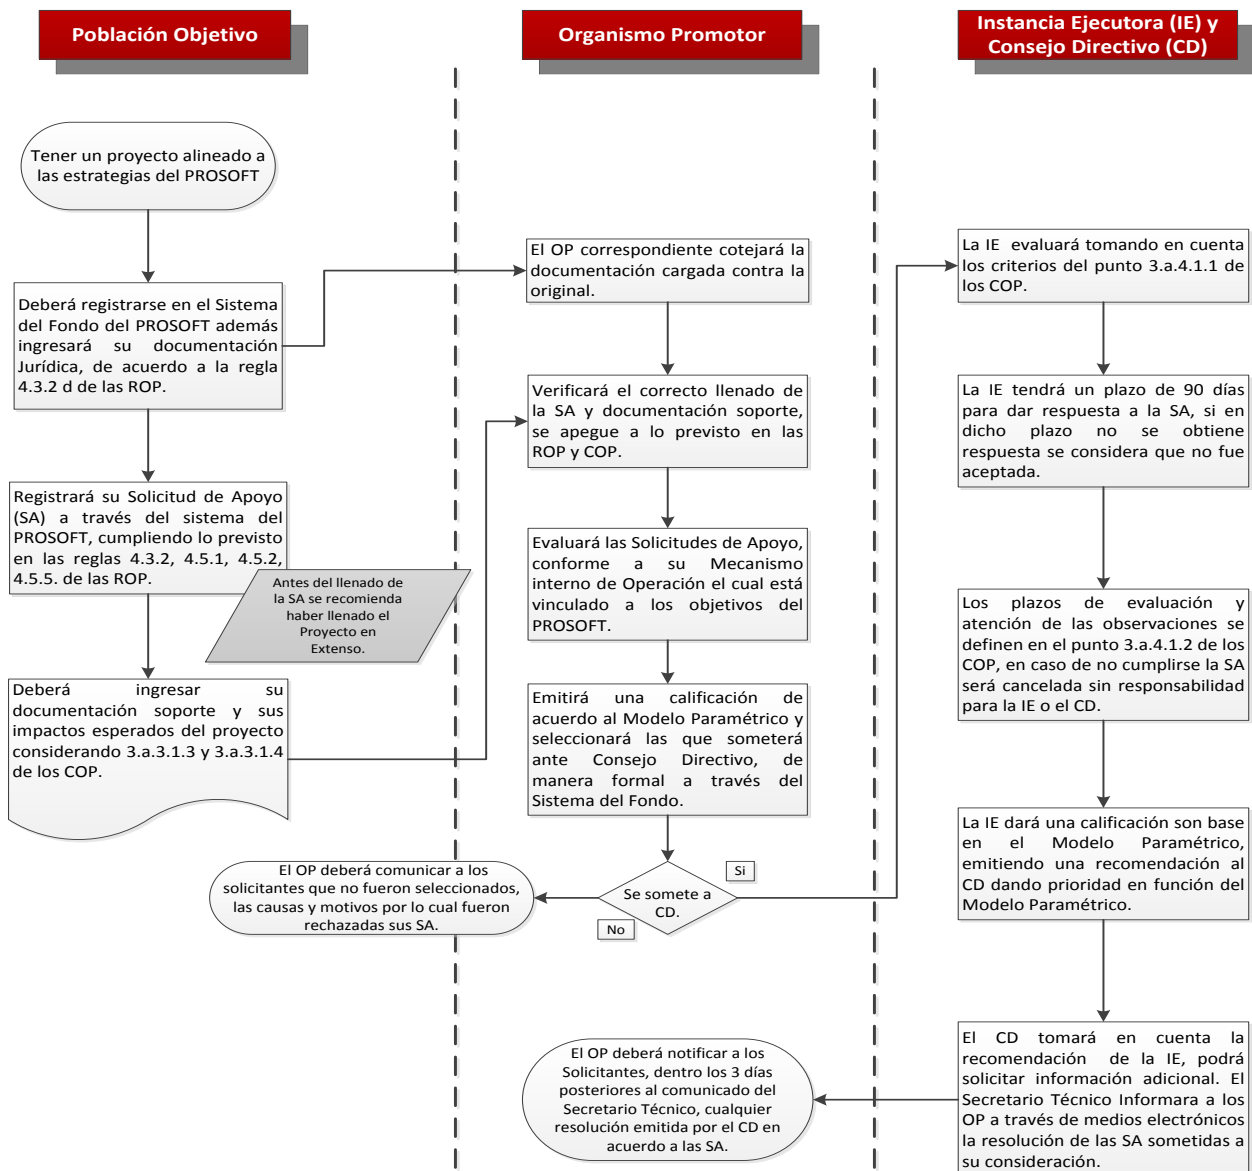 Población Objetivo
Organismo Promotor
Instancia Ejecutora (IE) y
Consejo Directivo (CD)
Tener un proyecto alineado a
las estrategias del PROSOFT
Deberá registrarse en el Sistema
del Fondo del PROSOFT además
ingresará su documentación
Jurídica, de acuerdo a la regla
4.3.2 d de las ROP.
Registrará su Solicitud de Apoyo
(SA) a través del sistema del
PROSOFT, cumpliendo lo previsto
en las reglas 4.3.2, 4.5.1, 4.5.2,
4.5.5. de las ROP.
Antes del llenado de
la SA se recomienda
haber llenado el
Proyecto en
Extenso.
Deberá ingresar su
documentación soporte y sus
impactos esperados del proyecto
considerando 3.a.3.1.3 y 3.a.3.1.4
de los COP.
El OP correspondiente cotejará la
documentación cargada contra la
original.
Verificará el correcto llenado de
la SA y documentación soporte,
se apegue a lo previsto en las
ROP y COP.
Evaluará las Solicitudes de Apoyo,
conforme a su Mecanismo
interno de Operación el cual está
vinculado a los objetivos del
PROSOFT.
Emitirá una calificación de
acuerdo al Modelo Paramétrico y
seleccionará las que someterá
ante Consejo Directivo, de
manera formal a través del
Sistema del Fondo.
Se somete a
CD.
Si
No
El OP deberá comunicar a los
solicitantes que no fueron seleccionados,
las causas y motivos por lo cual fueron
rechazadas sus SA.
La IE evaluará tomando en cuenta
los criterios del punto 3.a.4.1.1 de
los COP.
La IE tendrá un plazo de 90 días
para dar respuesta a la SA, si en
dicho plazo no se obtiene
respuesta se considera que no fue
aceptada.
Los plazos de evaluación y
atención de las observaciones se
definen en el punto 3.a.4.1.2 de los
COP, en caso de no cumplirse la SA
será cancelada sin responsabilidad
para la IE o el CD.
La IE dará una calificación son base
en el Modelo Paramétrico,
emitiendo una recomendación al
CD dando prioridad en función del
Modelo Paramétrico.
El CD tomará en cuenta la
recomendación de la IE, podrá
solicitar información adicional. El
Secretario Técnico Informara a los
OP a través de medios electrónicos
la resolución de las SA sometidas a
su consideración.
El OP deberá notificar a los
Solicitantes, dentro los 3 días
posteriores al comunicado del
Secretario Técnico, cualquier
resolución emitida por el CD en
acuerdo a las SA.